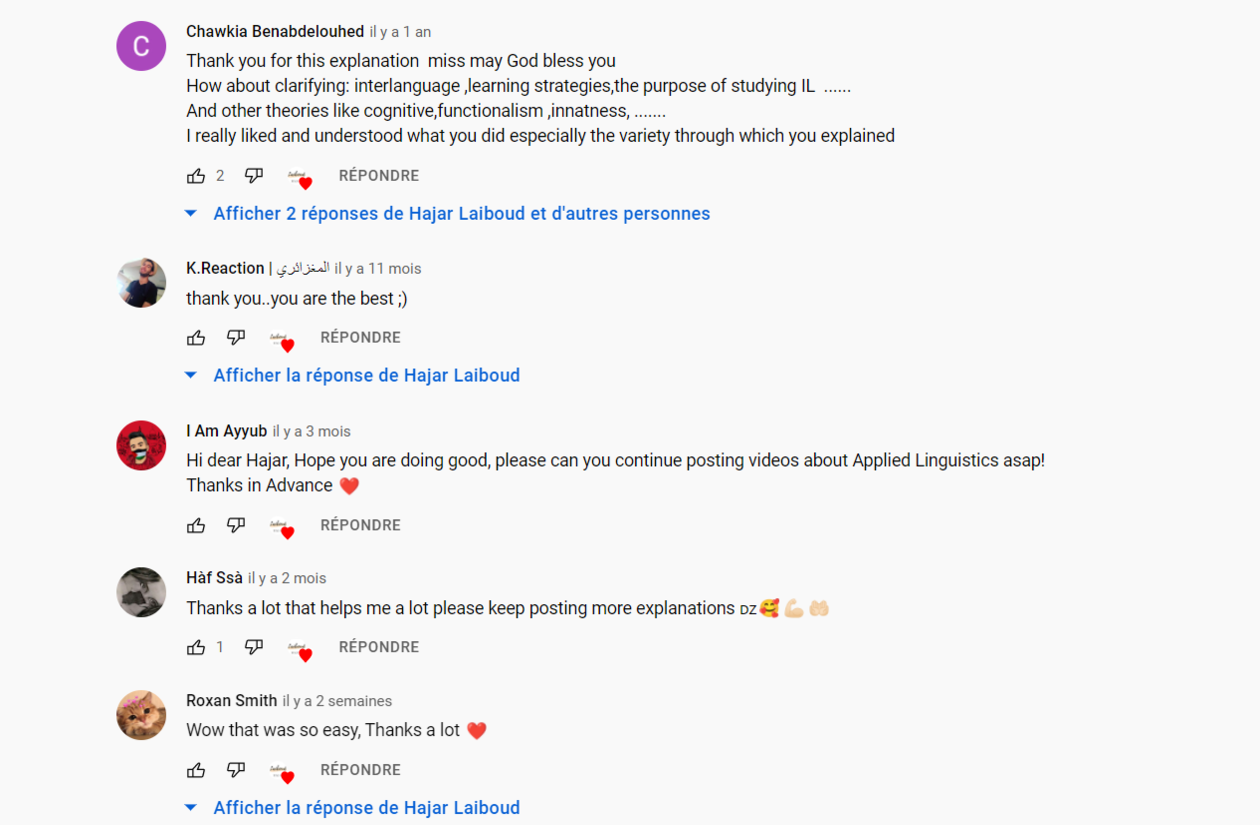 C
Chawkia Benabdelouhed il y a 1 an
Thank you for this explanation miss may God bless you
How about clarifying: interlanguage ,learning strategies,the purpose of studying IL ......
And other theories like cognitive,functionalism ,innatness, .......
I really liked and understood what you did especially the variety through which you explained
2 RÉPONDRE
Afficher 2 réponses de Hajar Laiboud et d'autres personnes
K.Reaction | المغزائري il y a 11 mois
thank you..you are the best ;)
RÉPONDRE
Afficher la réponse de Hajar Laiboud
I Am Ayyub il y a 3 mois
Hi dear Hajar, Hope you are doing good, please can you continue posting videos about Applied Linguistics asap!
Thanks in Advance ❤️
RÉPONDRE
Hàf Ssà il y a 2 mois
Thanks a lot that helps me a lot please keep posting more explanations DZ🥰💪🏻🤲🏻
1 RÉPONDRE
Roxan Smith il y a 2 semaines
Wow that was so easy, Thanks a lot ❤️
RÉPONDRE
Afficher la réponse de Hajar Laiboud